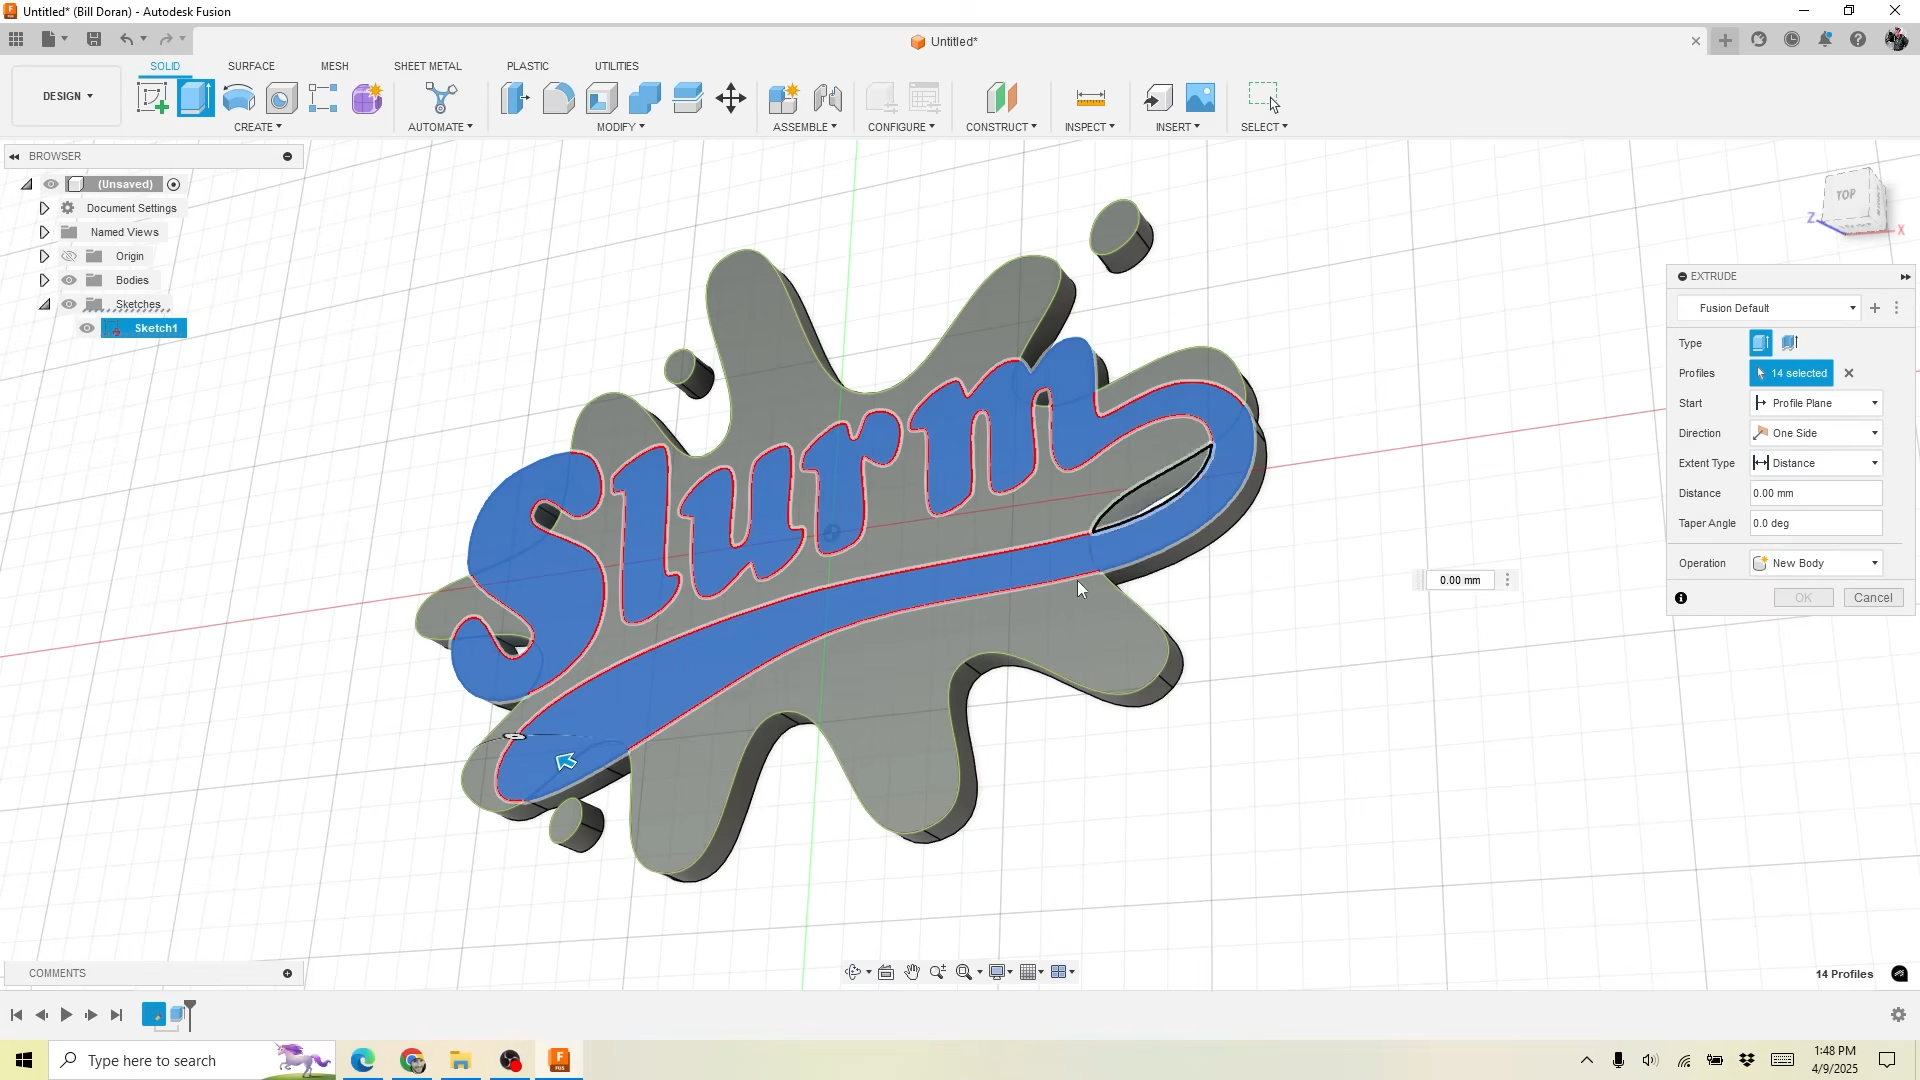 Untitled* (Bill Doran) - Autodesk Fusion
Untitled*
DESIGN
SOLID SURFACE MESH SHEET METAL PLASTIC UTILITIES
CREATE AUTOMATE MODIFY ASSEMBLE CONFIGURE CONSTRUCT INSPECT INSERT SELECT
BROWSER
(Unsaved)
Document Settings
Named Views
Origin
Bodies
Sketches
Sketch1
TOP
Z
X
Slurm
EXTRUDE
Fusion Default
Type
Profiles 14 selected
Start Profile Plane
Direction One Side
Extent Type Distance
Distance 0.00 mm
Taper Angle 0.0 deg
Operation New Body
OK Cancel
0.00 mm
COMMENTS
14 Profiles
Type here to search
1:48 PM
4/9/2025